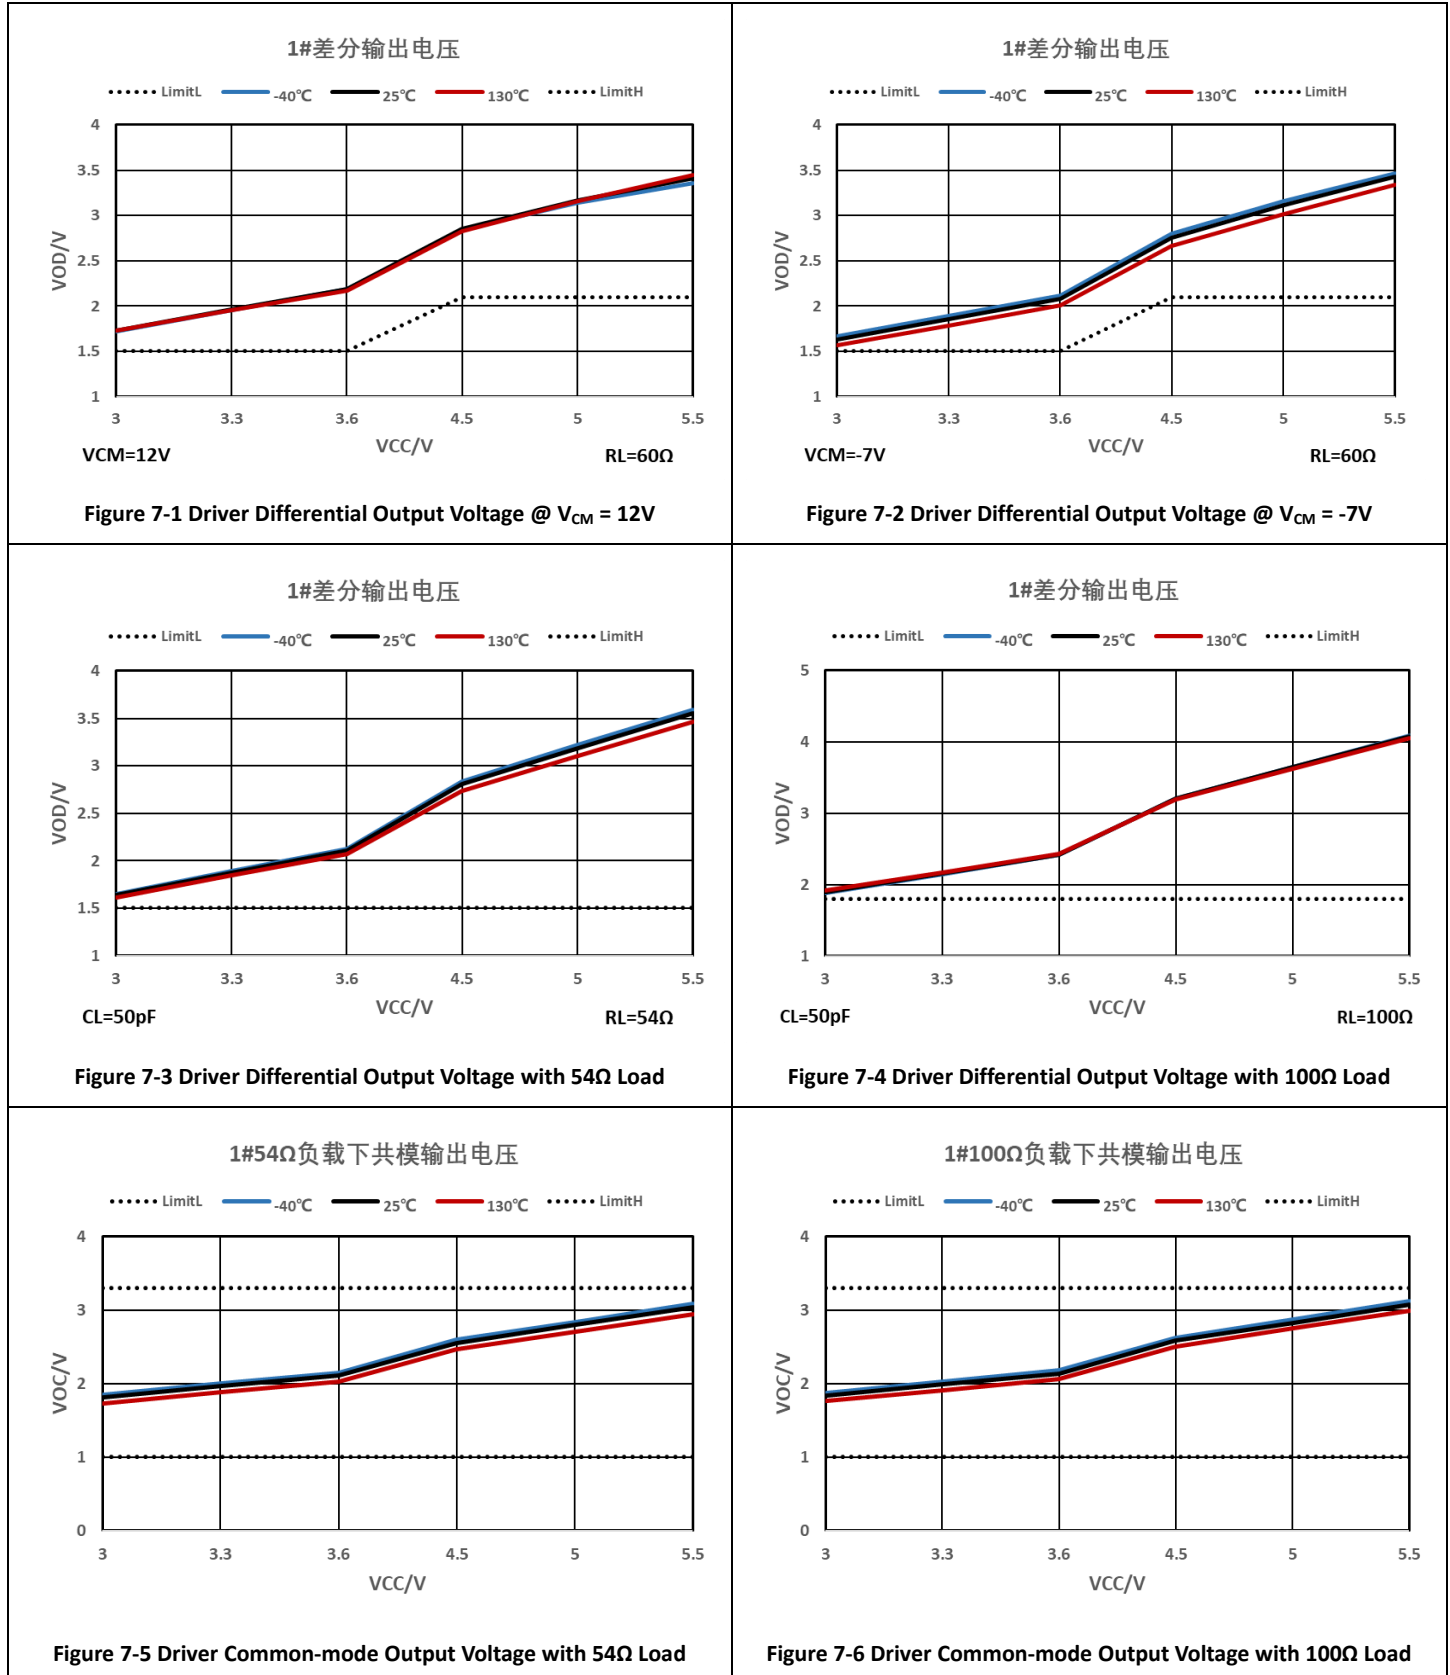 1#差分输出电压
LimitL -40℃ 25℃ 130℃ LimitH
4
3.5
3
2.5
2
1.5
1
VOD/V
3 3.3 3.6 4.5 5 5.5
VCC/V
VCM=12V RL=60Ω
Figure 7-1 Driver Differential Output Voltage @ VCM = 12V
1#差分输出电压
LimitL -40℃ 25℃ 130℃ LimitH
4
3.5
3
2.5
2
1.5
1
VOD/V
3 3.3 3.6 4.5 5 5.5
VCC/V
VCM=-7V RL=60Ω
Figure 7-2 Driver Differential Output Voltage @ VCM = -7V
1#差分输出电压
LimitL -40℃ 25℃ 130℃ LimitH
4
3.5
3
2.5
2
1.5
1
VOD/V
3 3.3 3.6 4.5 5 5.5
VCC/V
CL=50pF RL=54Ω
Figure 7-3 Driver Differential Output Voltage with 54Ω Load
1#差分输出电压
LimitL -40℃ 25℃ 130℃ LimitH
5
4
3
2
1
VOD/V
3 3.3 3.6 4.5 5 5.5
VCC/V
CL=50pF RL=100Ω
Figure 7-4 Driver Differential Output Voltage with 100Ω Load
1#54Ω负载下共模输出电压
LimitL -40℃ 25℃ 130℃ LimitH
4
3
2
1
0
VOC/V
3 3.3 3.6 4.5 5 5.5
VCC/V
Figure 7-5 Driver Common-mode Output Voltage with 54Ω Load
1#100Ω负载下共模输出电压
LimitL -40℃ 25℃ 130℃ LimitH
4
3
2
1
0
VOC/V
3 3.3 3.6 4.5 5 5.5
VCC/V
Figure 7-6 Driver Common-mode Output Voltage with 100Ω Load